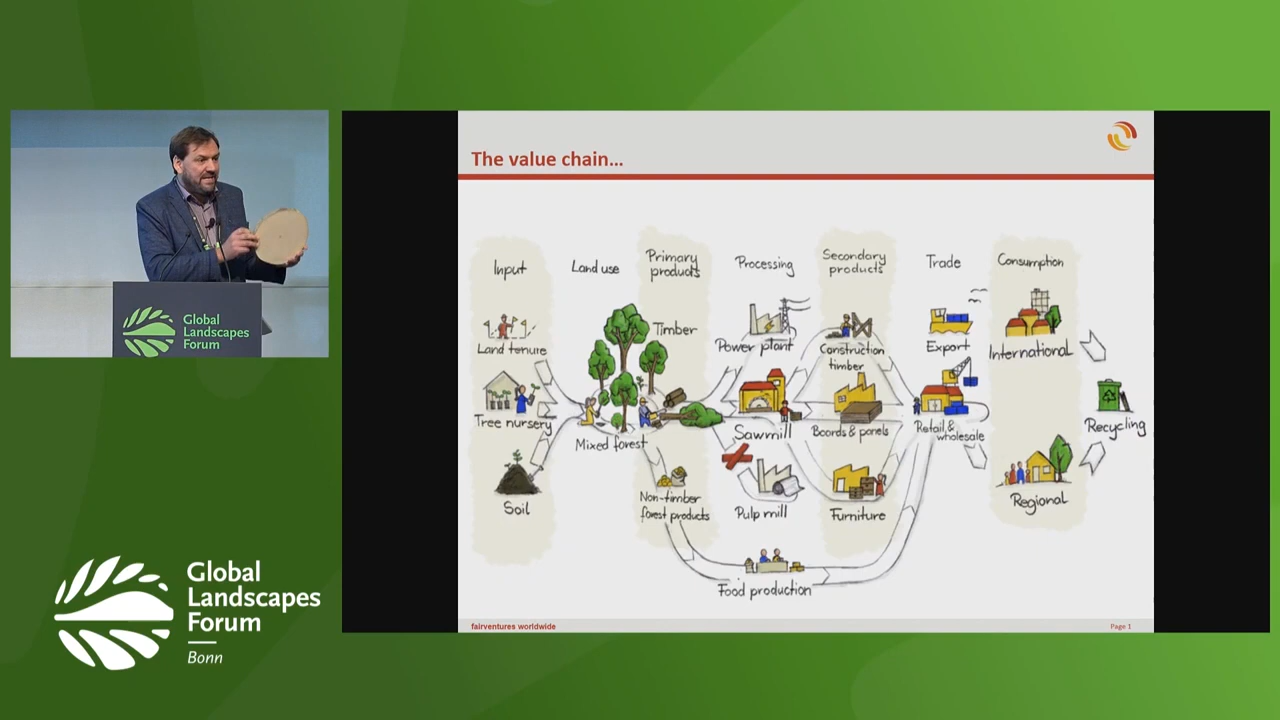 Global
Landscapes
Forum
The value chain...
Input
Land use
Primary
products
Processing
Secondary
products
Trade
Consumption
Land tenure
Timber
Power plant
Construction
timber
Export
International
Tree nursery
Mixed forest
Sawmill
Boards & panels
Retail &
wholesale
Recycling
Soil
Non-timber
forest products
Pulp mill
Furniture
Regional
Food production
fairventures worldwide
Page 1
Global
Landscapes
Forum
Bonn